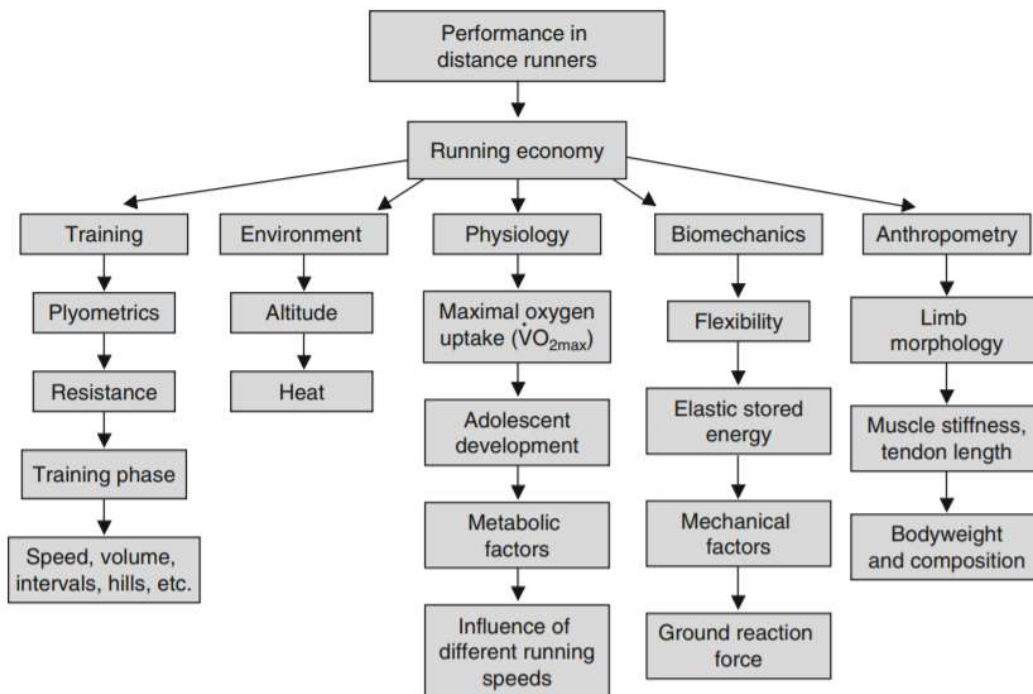 Performance in
distance runners
Running economy
Training
Environment
Physiology
Biomechanics
Anthropometry
Plyometrics
Altitude
Maximal oxygen
uptake (V̇O₂max)
Flexibility
Limb
morphology
Resistance
Heat
Adolescent
development
Elastic stored
energy
Muscle stiffness,
tendon length
Training phase
Metabolic
factors
Mechanical
factors
Bodyweight
and composition
Speed, volume,
intervals, hills, etc.
Influence of
different running
speeds
Ground reaction
force